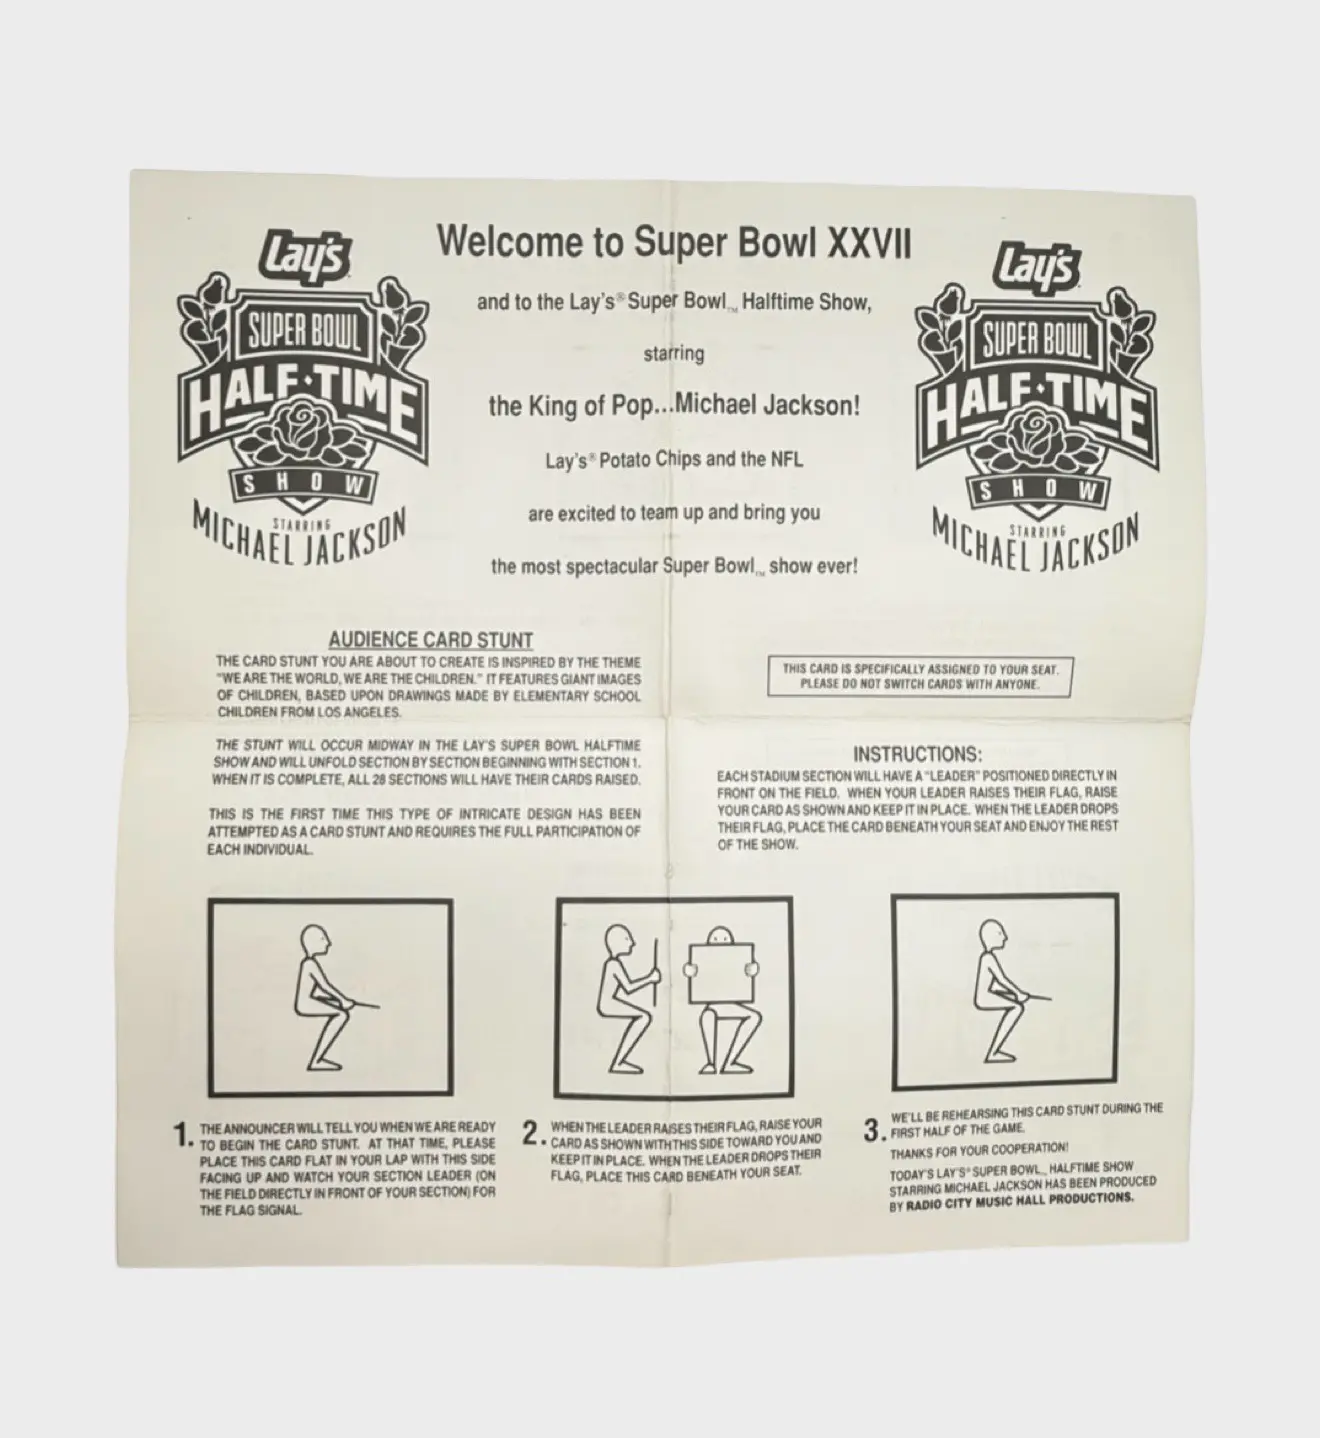 Lay's
SUPER BOWL
HALF·TIME
SHOW
STARRING
MICHAEL JACKSON
Welcome to Super Bowl XXVII
and to the Lay's® Super Bowl™ Halftime Show,
starring
the King of Pop...Michael Jackson!
Lay's® Potato Chips and the NFL
are excited to team up and bring you
the most spectacular Super Bowl™ show ever!
Lay's
SUPER BOWL
HALF·TIME
SHOW
STARRING
MICHAEL JACKSON
AUDIENCE CARD STUNT
THE CARD STUNT YOU ARE ABOUT TO CREATE IS INSPIRED BY THE THEME
"WE ARE THE WORLD, WE ARE THE CHILDREN." IT FEATURES GIANT IMAGES
OF CHILDREN, BASED UPON DRAWINGS MADE BY ELEMENTARY SCHOOL
CHILDREN FROM LOS ANGELES.
THE STUNT WILL OCCUR MIDWAY IN THE LAY'S SUPER BOWL HALFTIME
SHOW AND WILL UNFOLD SECTION BY SECTION BEGINNING WITH SECTION 1.
WHEN IT IS COMPLETE, ALL 28 SECTIONS WILL HAVE THEIR CARDS RAISED.
THIS IS THE FIRST TIME THIS TYPE OF INTRICATE DESIGN HAS BEEN
ATTEMPTED AS A CARD STUNT AND REQUIRES THE FULL PARTICIPATION OF
EACH INDIVIDUAL.
THIS CARD IS SPECIFICALLY ASSIGNED TO YOUR SEAT.
PLEASE DO NOT SWITCH CARDS WITH ANYONE.
INSTRUCTIONS:
EACH STADIUM SECTION WILL HAVE A "LEADER" POSITIONED DIRECTLY IN
FRONT ON THE FIELD. WHEN YOUR LEADER RAISES THEIR FLAG, RAISE
YOUR CARD AS SHOWN AND KEEP IT IN PLACE. WHEN THE LEADER DROPS
THEIR FLAG, PLACE THE CARD BENEATH YOUR SEAT AND ENJOY THE REST
OF THE SHOW.
1. THE ANNOUNCER WILL TELL YOU WHEN WE ARE READY
TO BEGIN THE CARD STUNT. AT THAT TIME, PLEASE
PLACE THIS CARD FLAT IN YOUR LAP WITH THIS SIDE
FACING UP AND WATCH YOUR SECTION LEADER (ON
THE FIELD DIRECTLY IN FRONT OF YOUR SECTION) FOR
THE FLAG SIGNAL.
2. WHEN THE LEADER RAISES THEIR FLAG, RAISE YOUR
CARD AS SHOWN WITH THIS SIDE TOWARD YOU AND
KEEP IT IN PLACE. WHEN THE LEADER DROPS THEIR
FLAG, PLACE THIS CARD BENEATH YOUR SEAT.
3. WE'LL BE REHEARSING THIS CARD STUNT DURING THE
FIRST HALF OF THE GAME.
THANKS FOR YOUR COOPERATION!
TODAY'S LAY'S® SUPER BOWL™ HALFTIME SHOW
STARRING MICHAEL JACKSON HAS BEEN PRODUCED
BY RADIO CITY MUSIC HALL PRODUCTIONS.